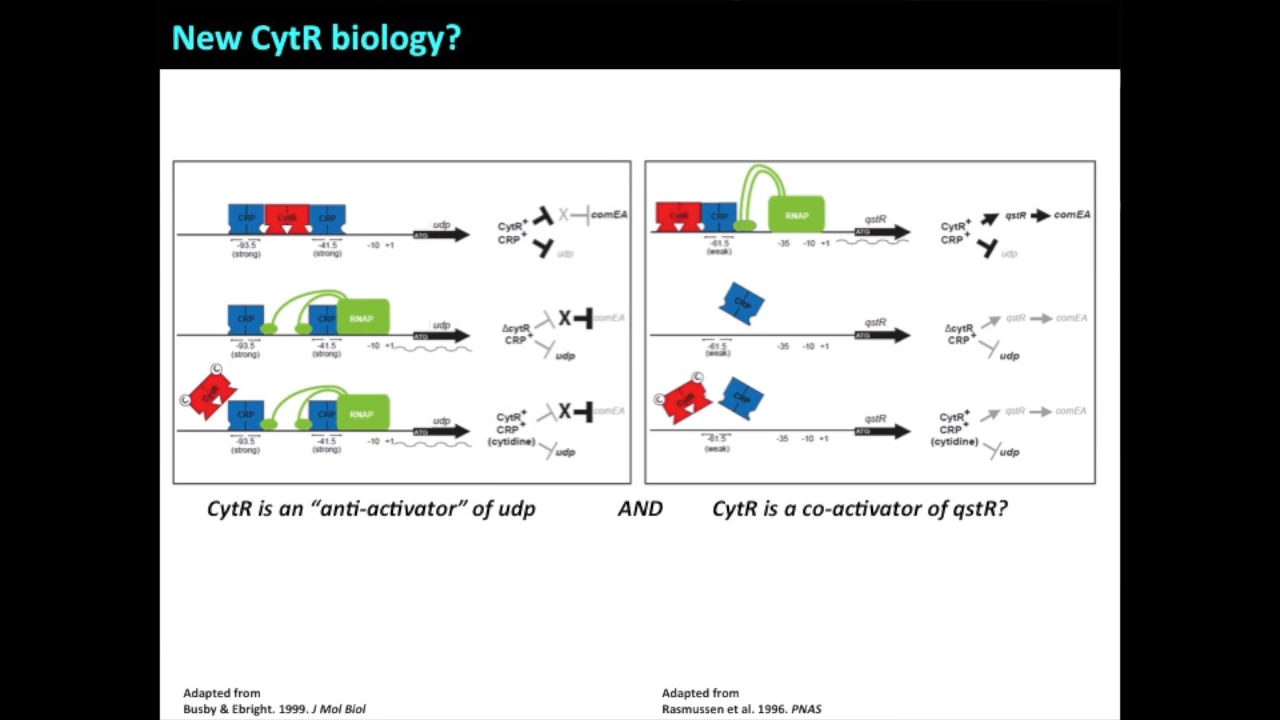 New CytR biology?
CRP CytR CRP
udp
ATG
-93.5 -41.5 -10 +1
(strong) (strong)
CytR+
CRP+
X comEA
udp
CRP CRP RNAP
udp
ATG
-93.5 -41.5 -10 +1
(strong) (strong)
ΔcytR
CRP+
X comEA
udp
C
C CytR
CRP CRP RNAP
udp
ATG
-93.5 -41.5 -10 +1
(strong) (strong)
CytR+
CRP+
(cytidine)
X comEA
udp
CytR CRP RNAP
qstR
ATG
-61.5 -35 -10 +1
(weak)
CytR+
CRP+
qstR comEA
udp
CRP
qstR
ATG
-61.5 -35 -10 +1
(weak)
ΔcytR
CRP+
qstR comEA
udp
C
C CytR CRP
qstR
ATG
-61.5 -35 -10 +1
(weak)
CytR+
CRP+
(cytidine)
qstR comEA
udp
CytR is an “anti-activator” of udp AND CytR is a co-activator of qstR?
Adapted from
Busby & Ebright. 1999. J Mol Biol
Adapted from
Rasmussen et al. 1996. PNAS